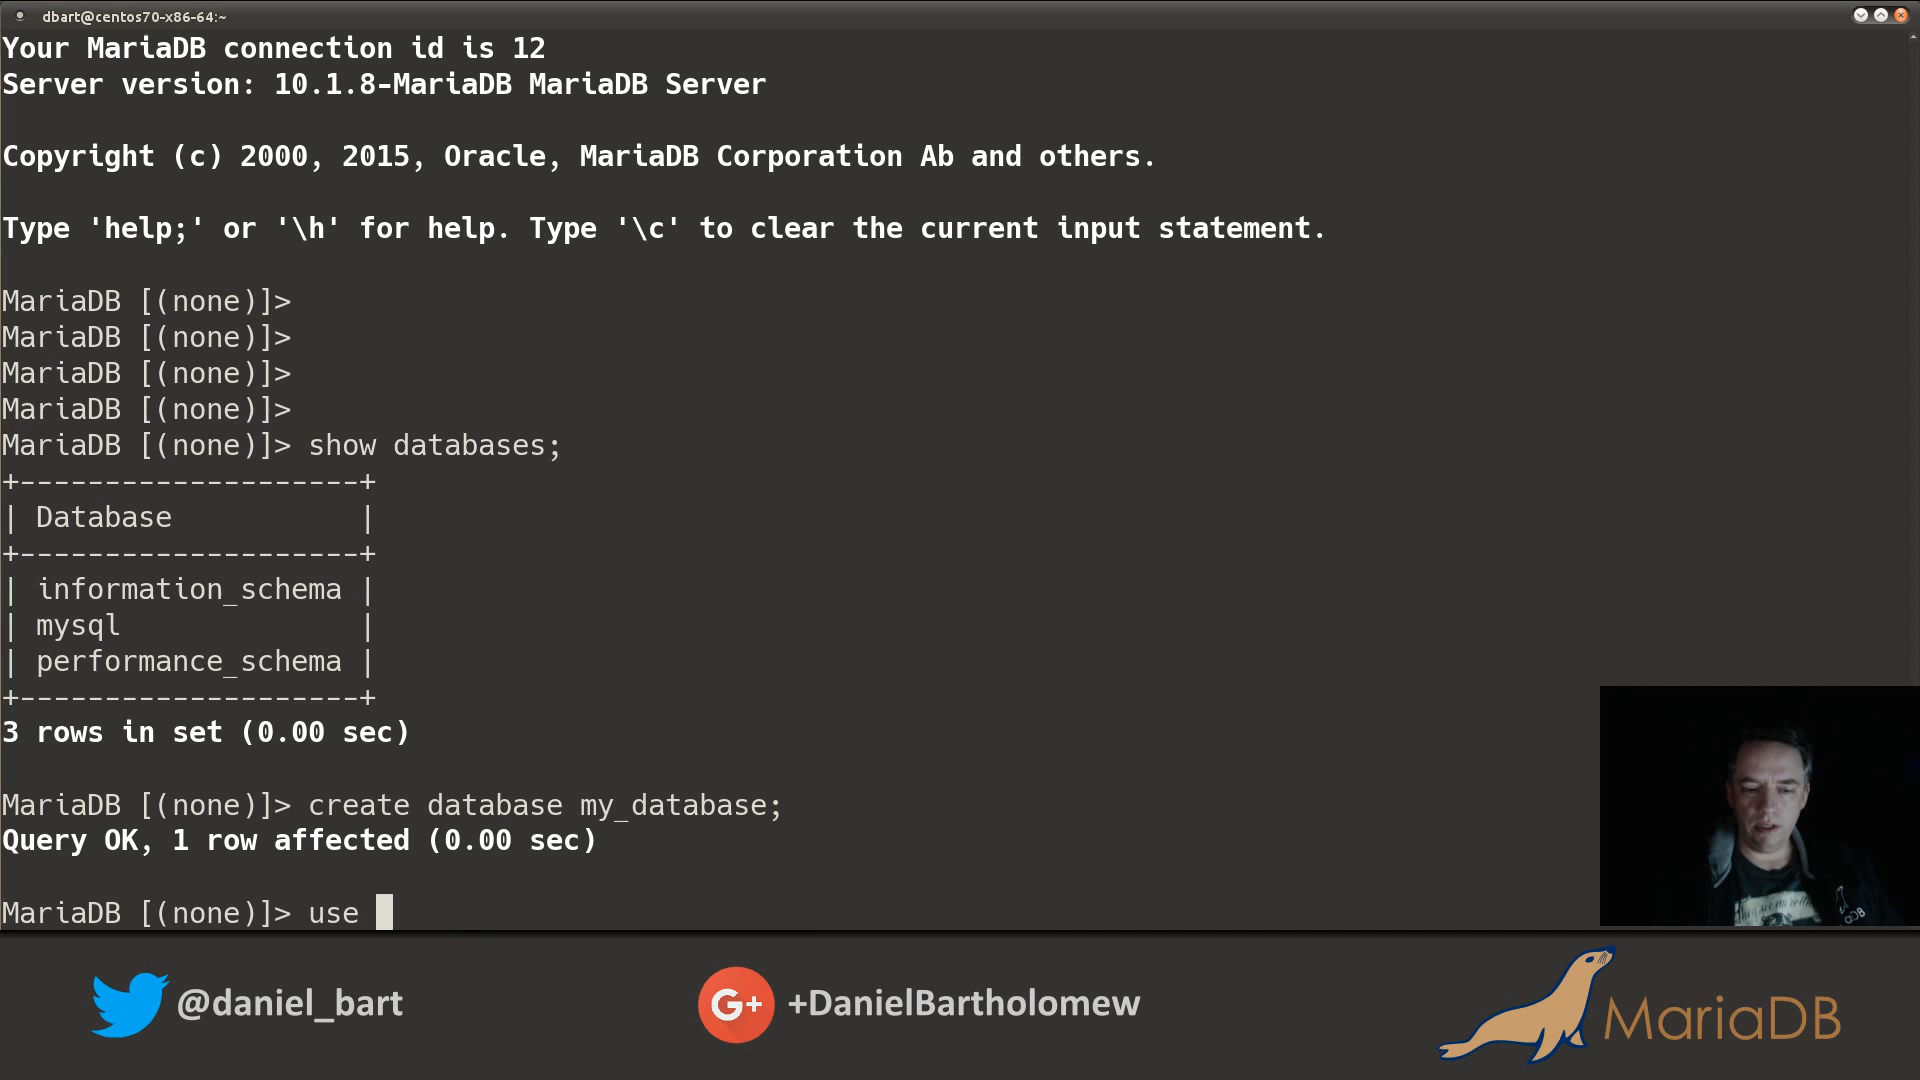 dbart@centos70-x86-64:~
Your MariaDB connection id is 12
Server version: 10.1.8-MariaDB MariaDB Server
Copyright (c) 2000, 2015, Oracle, MariaDB Corporation Ab and others.
Type 'help;' or '\h' for help. Type '\c' to clear the current input statement.
MariaDB [(none)]>
MariaDB [(none)]>
MariaDB [(none)]>
MariaDB [(none)]>
MariaDB [(none)]> show databases;
+--------------------+
| Database           |
+--------------------+
| information_schema |
| mysql              |
| performance_schema |
+--------------------+
3 rows in set (0.00 sec)
MariaDB [(none)]> create database my_database;
Query OK, 1 row affected (0.00 sec)
MariaDB [(none)]> use
@daniel_bart
G+ +DanielBartholomew
MariaDB